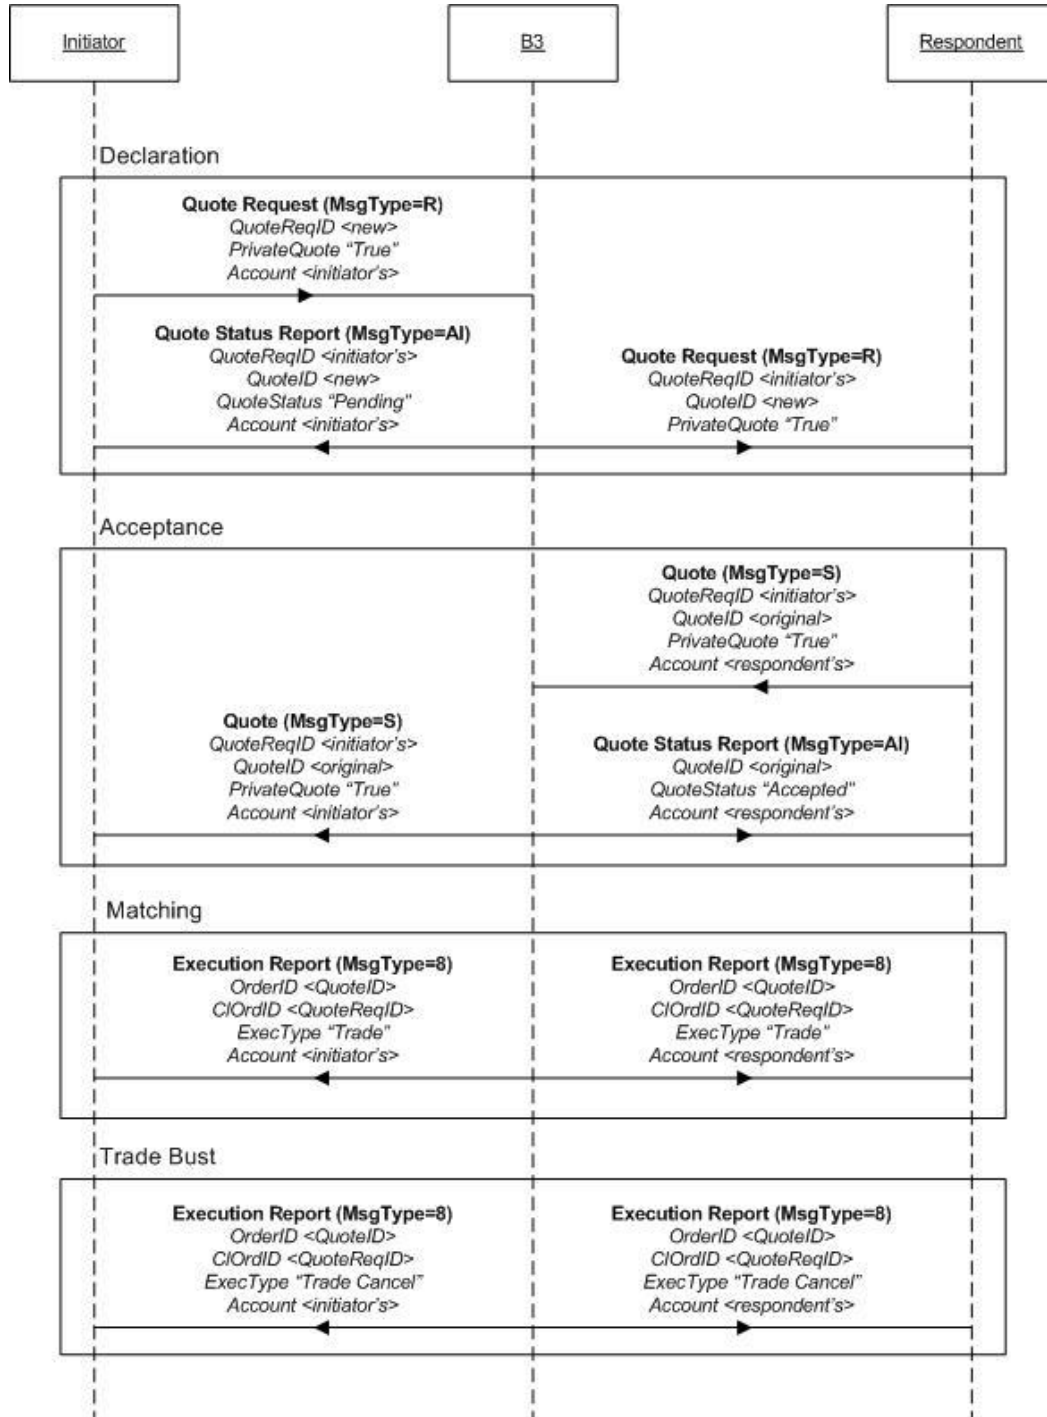 Initiator
B3
Respondent
Declaration
Quote Request (MsgType=R)
QuoteReqID <new>
PrivateQuote “True”
Account <initiator’s>
Quote Status Report (MsgType=AI)
QuoteReqID <initiator’s>
QuoteID <new>
QuoteStatus “Pending”
Account <initiator’s>
Quote Request (MsgType=R)
QuoteReqID <initiator’s>
QuoteID <new>
PrivateQuote “True”
Acceptance
Quote (MsgType=S)
QuoteReqID <initiator’s>
QuoteID <original>
PrivateQuote “True”
Account <respondent’s>
Quote (MsgType=S)
QuoteReqID <initiator’s>
QuoteID <original>
PrivateQuote “True”
Account <initiator’s>
Quote Status Report (MsgType=AI)
QuoteID <original>
QuoteStatus “Accepted”
Account <respondent’s>
Matching
Execution Report (MsgType=8)
OrderID <QuoteID>
ClOrdID <QuoteReqID>
ExecType “Trade”
Account <initiator’s>
Execution Report (MsgType=8)
OrderID <QuoteID>
ClOrdID <QuoteReqID>
ExecType “Trade”
Account <respondent’s>
Trade Bust
Execution Report (MsgType=8)
OrderID <QuoteID>
ClOrdID <QuoteReqID>
ExecType “Trade Cancel”
Account <initiator’s>
Execution Report (MsgType=8)
OrderID <QuoteID>
ClOrdID <QuoteReqID>
ExecType “Trade Cancel”
Account <respondent’s>